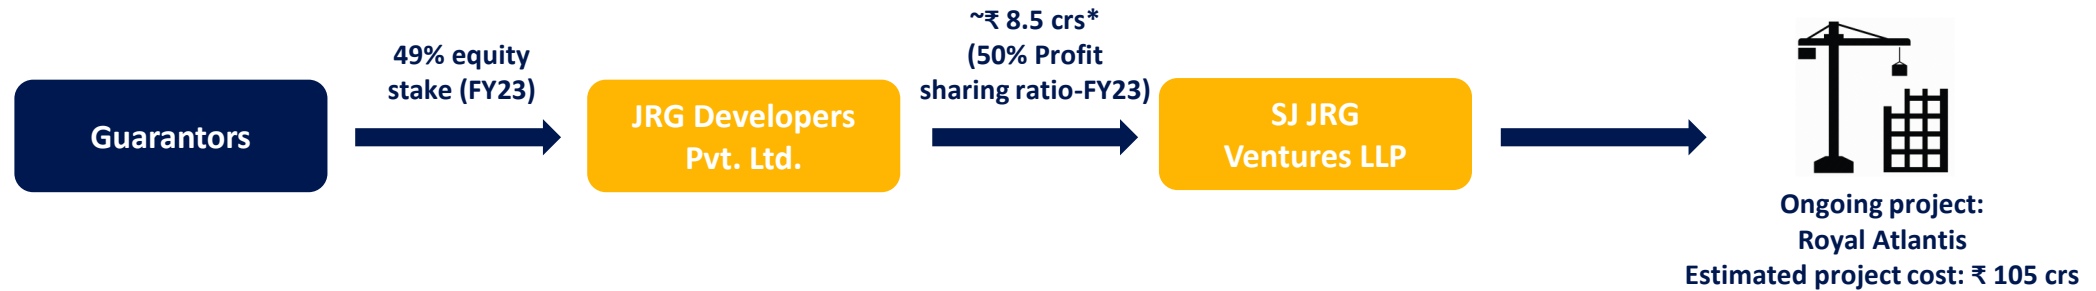 Guarantors
49% equity
stake (FY23)
JRG Developers
Pvt. Ltd.
~₹ 8.5 crs*
(50% Profit
sharing ratio-FY23)
SJ JRG
Ventures LLP
Ongoing project:
Royal Atlantis
Estimated project cost: ₹ 105 crs